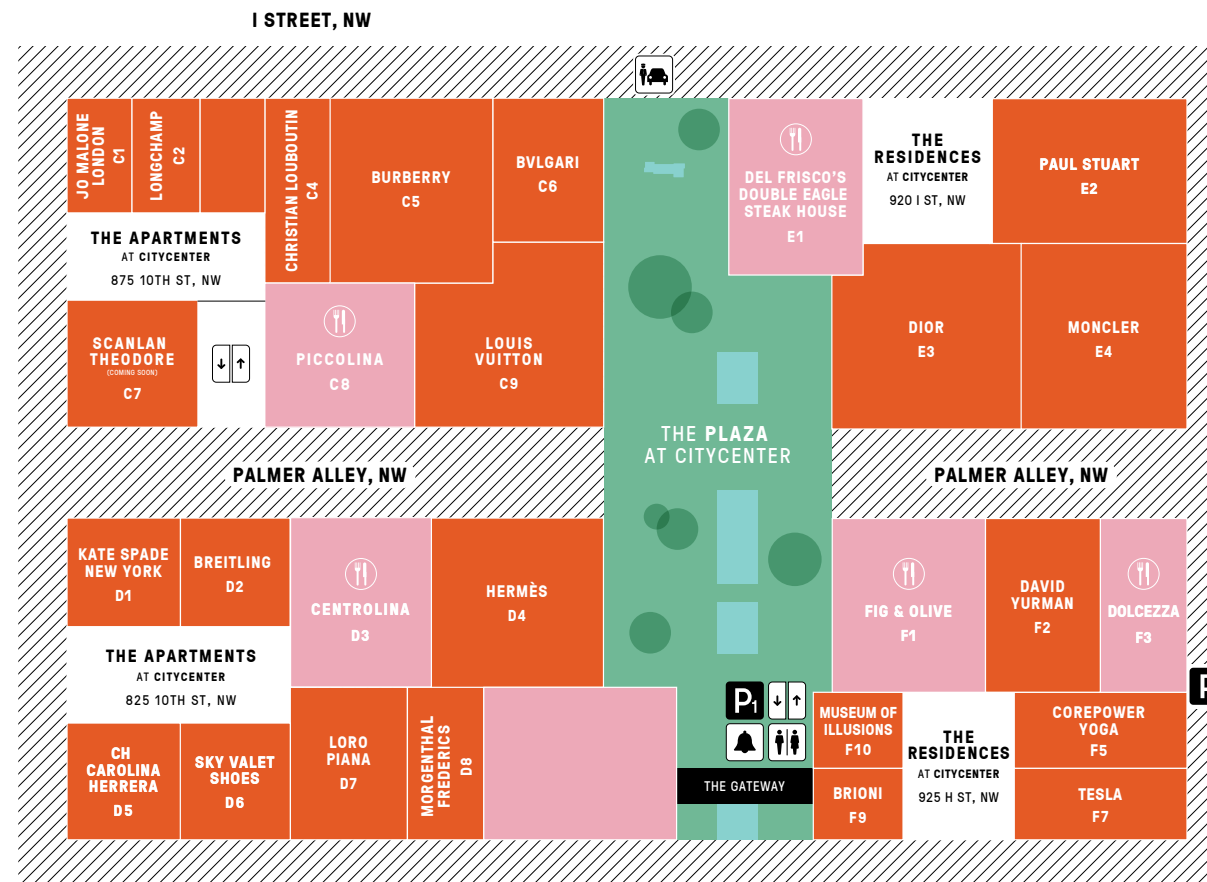 I STREET, NW
JO MALONE
LONDON
C1
LONGCHAMP
C2
CHRISTIAN LOUBOUTIN
C4
BURBERRY
C5
BVLGARI
C6
DEL FRISCO'S
DOUBLE EAGLE
STEAK HOUSE
E1
THE
RESIDENCES
AT CITYCENTER
920 I ST, NW
PAUL STUART
E2
THE APARTMENTS
AT CITYCENTER
875 10TH ST, NW
SCANLAN
THEODORE
(COMING SOON)
C7
PICCOLINA
C8
LOUIS
VUITTON
C9
DIOR
E3
MONCLER
E4
THE PLAZA
AT CITYCENTER
PALMER ALLEY, NW
PALMER ALLEY, NW
KATE SPADE
NEW YORK
D1
BREITLING
D2
CENTROLINA
D3
HERMÈS
D4
FIG & OLIVE
F1
DAVID
YURMAN
F2
DOLCEZZA
F3
THE APARTMENTS
AT CITYCENTER
825 10TH ST, NW
CH
CAROLINA
HERRERA
D5
SKY VALET
SHOES
D6
LORO
PIANA
D7
MORGENTHAL
FREDERICS
D8
P1
THE GATEWAY
MUSEUM OF
ILLUSIONS
F10
BRIONI
F9
THE
RESIDENCES
AT CITYCENTER
925 H ST, NW
COREPOWER
YOGA
F5
TESLA
F7